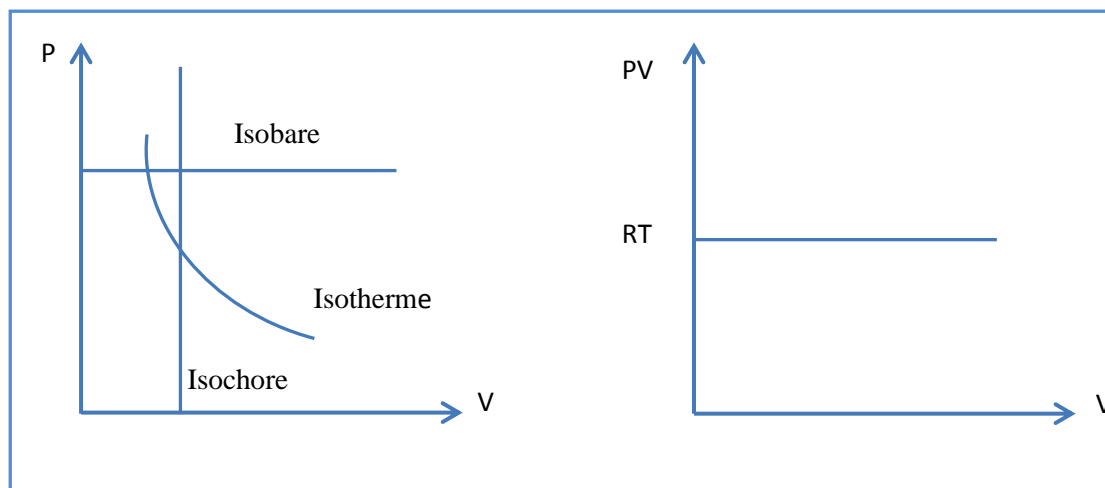 P
Isobare
Isotherme
Isochore
V
PV
RT
V